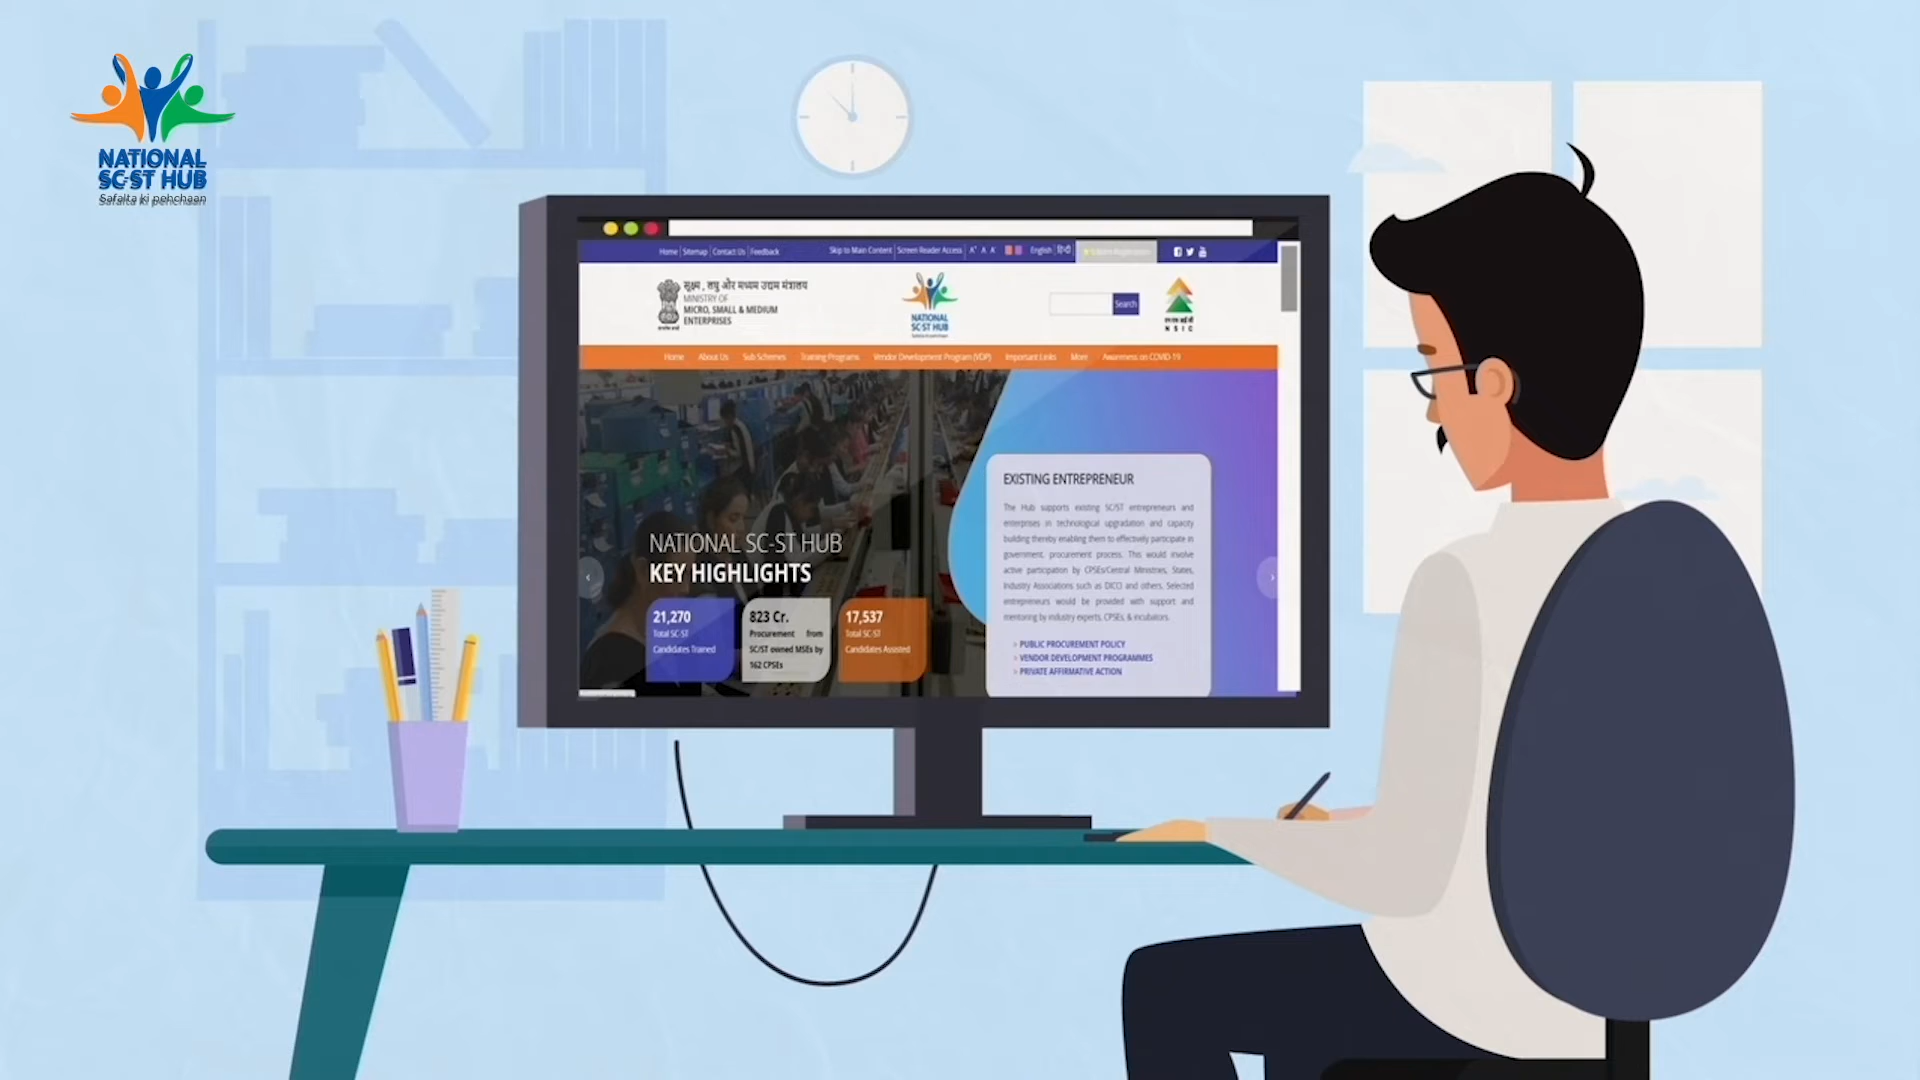 NATIONAL
SC-ST HUB
Safalta ki pehchaan
Home | Sitemap | Contact Us | Feedback
Skip to Main Content | Screen Reader Access | A+ A A- English | हिन्दी
सूक्ष्म , लघु और मध्यम उद्यम मंत्रालय
MINISTRY OF
MICRO, SMALL & MEDIUM
ENTERPRISES
NATIONAL
SC-ST HUB
Search
एन एस आई सी
N S I C
Home About Us Sub Schemes Training Programs Vendor Development Program (VDP) Important Links More Awareness on COVID-19
NATIONAL SC-ST HUB
KEY HIGHLIGHTS
21,270
Total SC-ST
Candidates Trained
823 Cr.
Procurement from
SC/ST owned MSEs by
162 CPSEs
17,537
Total SC-ST
Candidates Assisted
EXISTING ENTREPRENEUR
The Hub supports existing SC/ST entrepreneurs and
enterprises in technological upgradation and capacity
building thereby enabling them to effectively participate in
government. procurement process. This would involve
active participation by CPSEs/Central Ministries, States,
Industry Associations such as DICCI and others. Selected
entrepreneurs would be provided with support and
mentoring by industry experts, CPSEs, & incubators.
» PUBLIC PROCUREMENT POLICY
» VENDOR DEVELOPMENT PROGRAMMES
» PRIVATE AFFIRMATIVE ACTION